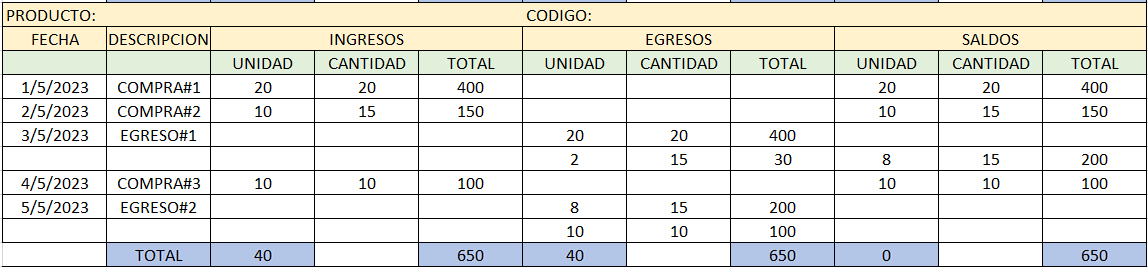 PRODUCTO: CODIGO:
FECHA DESCRIPCION INGRESOS EGRESOS SALDOS
UNIDAD CANTIDAD TOTAL UNIDAD CANTIDAD TOTAL UNIDAD CANTIDAD TOTAL
1/5/2023 COMPRA#1 20 20 400 20 20 400
2/5/2023 COMPRA#2 10 15 150 10 15 150
3/5/2023 EGRESO#1 20 20 400
2 15 30 8 15 200
4/5/2023 COMPRA#3 10 10 100 10 10 100
5/5/2023 EGRESO#2 8 15 200
10 10 100
TOTAL 40 650 40 650 0 650